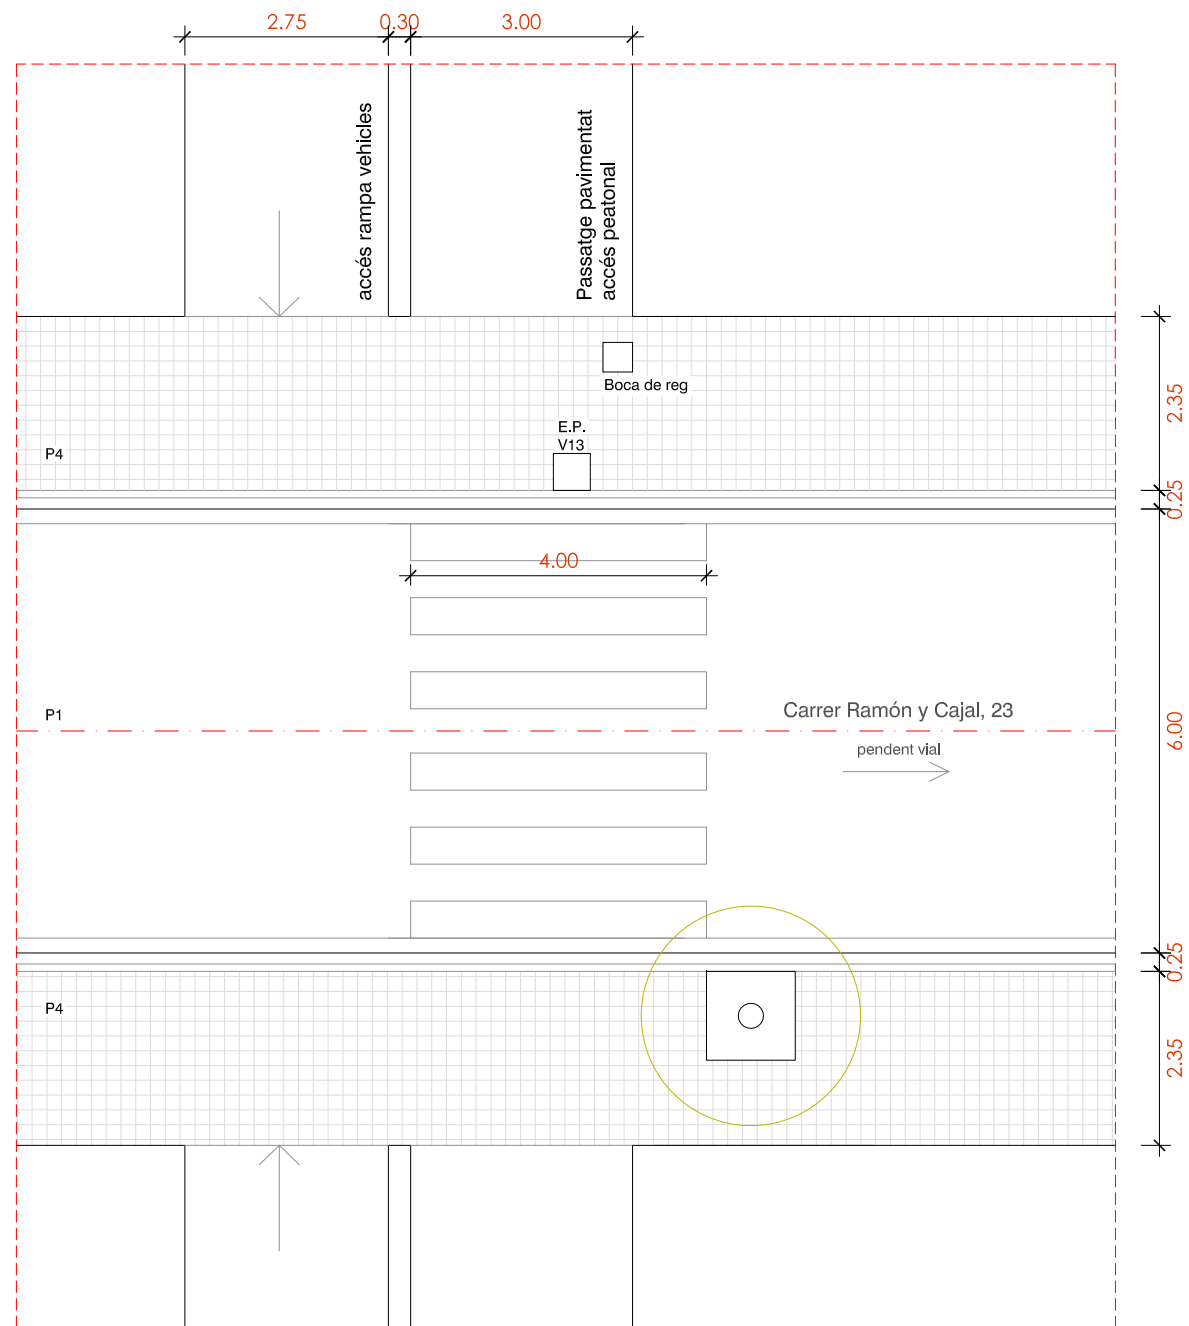 2.75
0.30
3.00
accés rampa vehicles
Passatge pavimentat
accés peatonal
Boca de reg
2.35
E.P.
V13
P4
0.25
4.00
Carrer Ramón y Cajal, 23
P1
6.00
pendent vial
0.25
P4
2.35